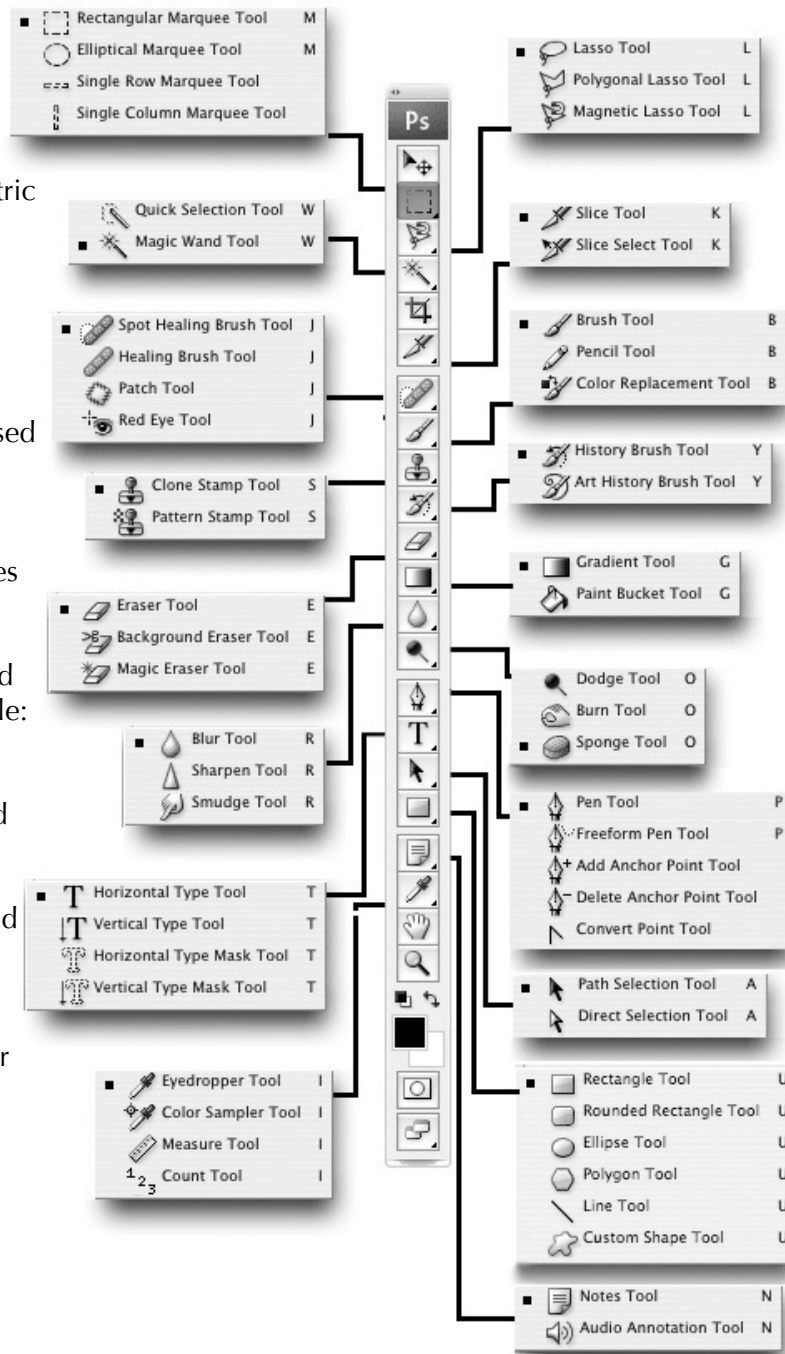 Rectangular Marquee Tool M
Elliptical Marquee Tool M
Single Row Marquee Tool
Single Column Marquee Tool
Lasso Tool L
Polygonal Lasso Tool L
Magnetic Lasso Tool L
Ps
tric
Quick Selection Tool W
Magic Wand Tool W
Slice Tool K
Slice Select Tool K
Spot Healing Brush Tool J
Healing Brush Tool J
Patch Tool J
Red Eye Tool J
Brush Tool B
Pencil Tool B
Color Replacement Tool B
sed
History Brush Tool Y
Art History Brush Tool Y
Clone Stamp Tool S
Pattern Stamp Tool S
es
Gradient Tool G
Paint Bucket Tool G
Eraser Tool E
Background Eraser Tool E
Magic Eraser Tool E
d
le:
Dodge Tool O
Burn Tool O
Sponge Tool O
Blur Tool R
Sharpen Tool R
Smudge Tool R
d
T
Pen Tool P
Freeform Pen Tool P
Add Anchor Point Tool
Delete Anchor Point Tool
Convert Point Tool
Horizontal Type Tool T
Vertical Type Tool T
Horizontal Type Mask Tool T
Vertical Type Mask Tool T
d
Path Selection Tool A
Direct Selection Tool A
r
Eyedropper Tool I
Color Sampler Tool I
Measure Tool I
123 Count Tool I
Rectangle Tool U
Rounded Rectangle Tool U
Ellipse Tool U
Polygon Tool U
Line Tool U
Custom Shape Tool U
Notes Tool N
Audio Annotation Tool N